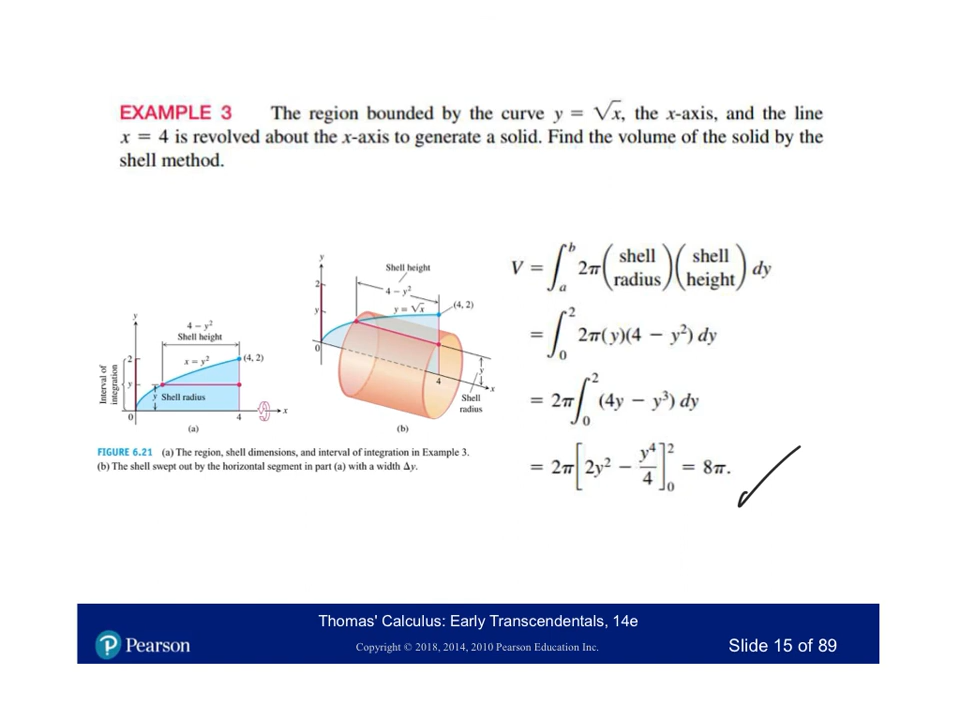 EXAMPLE 3 The region bounded by the curve y = √x, the x-axis, and the line
x = 4 is revolved about the x-axis to generate a solid. Find the volume of the solid by the
shell method.
y
4 – y²
Shell height
x = y²
(4, 2)
Interval of
integration
2
y
y
Shell radius
0
4
x
(a)
y
Shell height
2
4 – y²
y = √x
(4, 2)
y
0
4
y
x
Shell
radius
(b)
FIGURE 6.21 (a) The region, shell dimensions, and interval of integration in Example 3.
(b) The shell swept out by the horizontal segment in part (a) with a width Δy.
V = ∫ₐᵇ 2π(shell radius)(shell height) dy
= ∫₀² 2π(y)(4 – y²) dy
= 2π∫₀² (4y – y³) dy
= 2π[2y² – y⁴/4]₀² = 8π.
Thomas' Calculus: Early Transcendentals, 14e
P Pearson
Copyright © 2018, 2014, 2010 Pearson Education Inc.
Slide 15 of 89